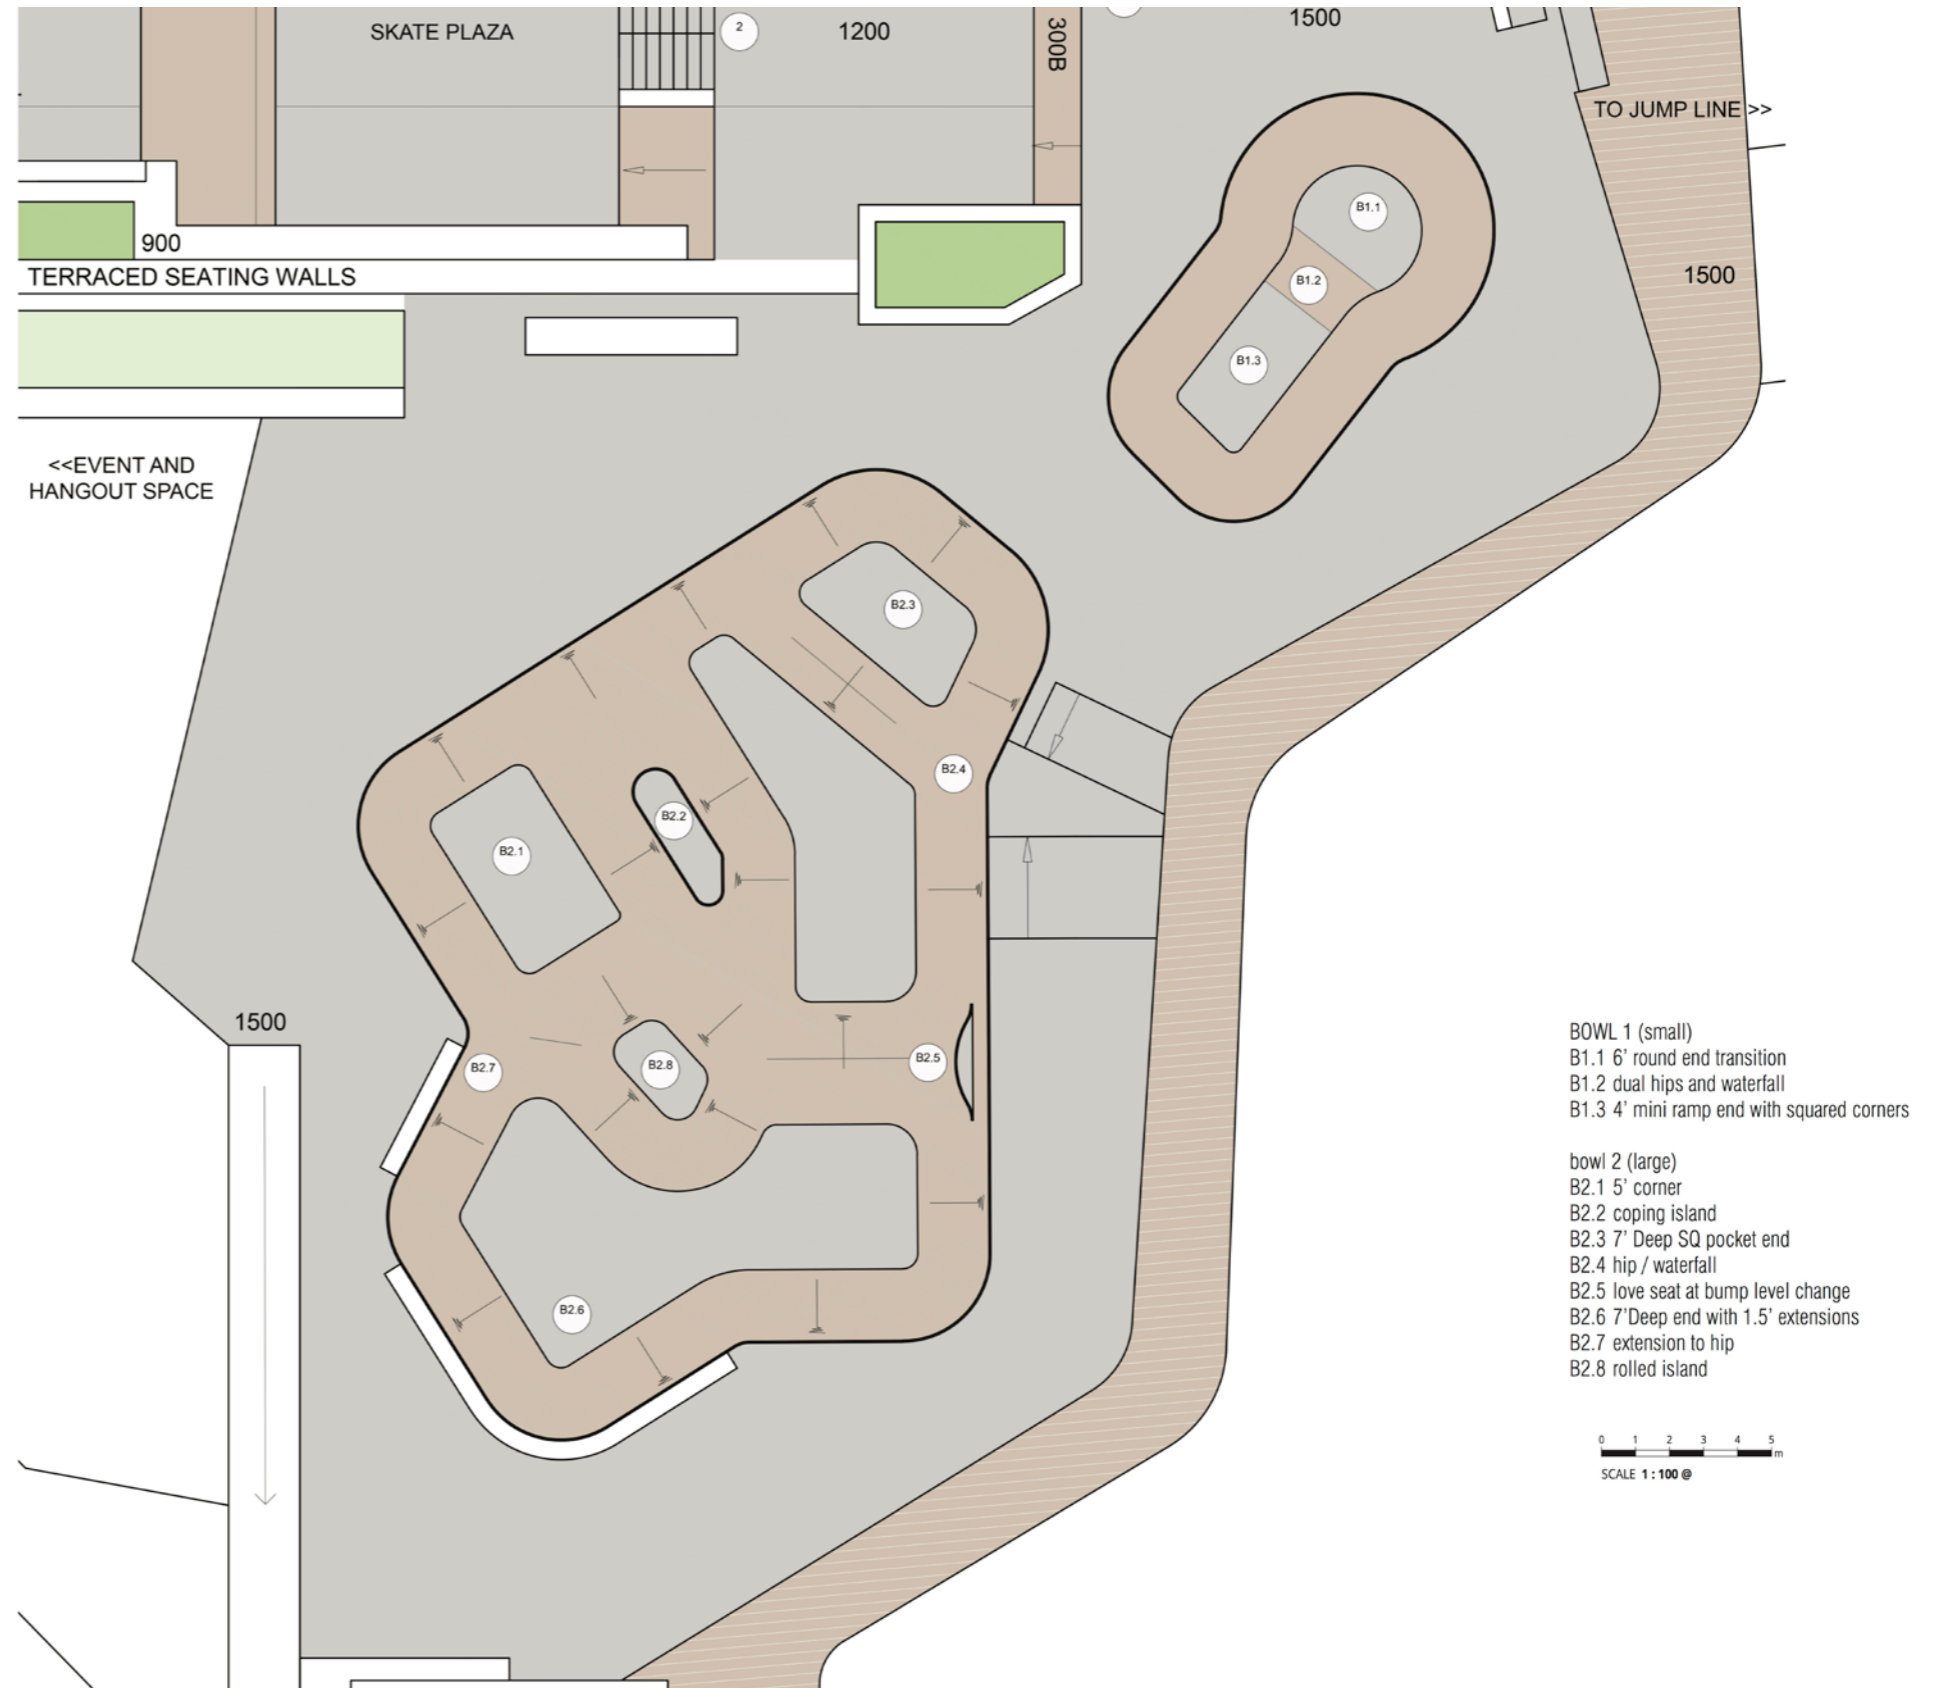 SKATE PLAZA
2
1200
300B
1500
TO JUMP LINE >>
B1.1
900
TERRACED SEATING WALLS
B1.2
1500
B1.3
<<EVENT AND
HANGOUT SPACE
B2.3
B2.4
B2.2
B2.1
1500
B2.5
B2.7
B2.8
B2.6
BOWL 1 (small)
B1.1 6' round end transition
B1.2 dual hips and waterfall
B1.3 4' mini ramp end with squared corners
bowl 2 (large)
B2.1 5' corner
B2.2 coping island
B2.3 7' Deep SQ pocket end
B2.4 hip / waterfall
B2.5 love seat at bump level change
B2.6 7'Deep end with 1.5' extensions
B2.7 extension to hip
B2.8 rolled island
0 1 2 3 4 5
m
SCALE 1 : 100 @